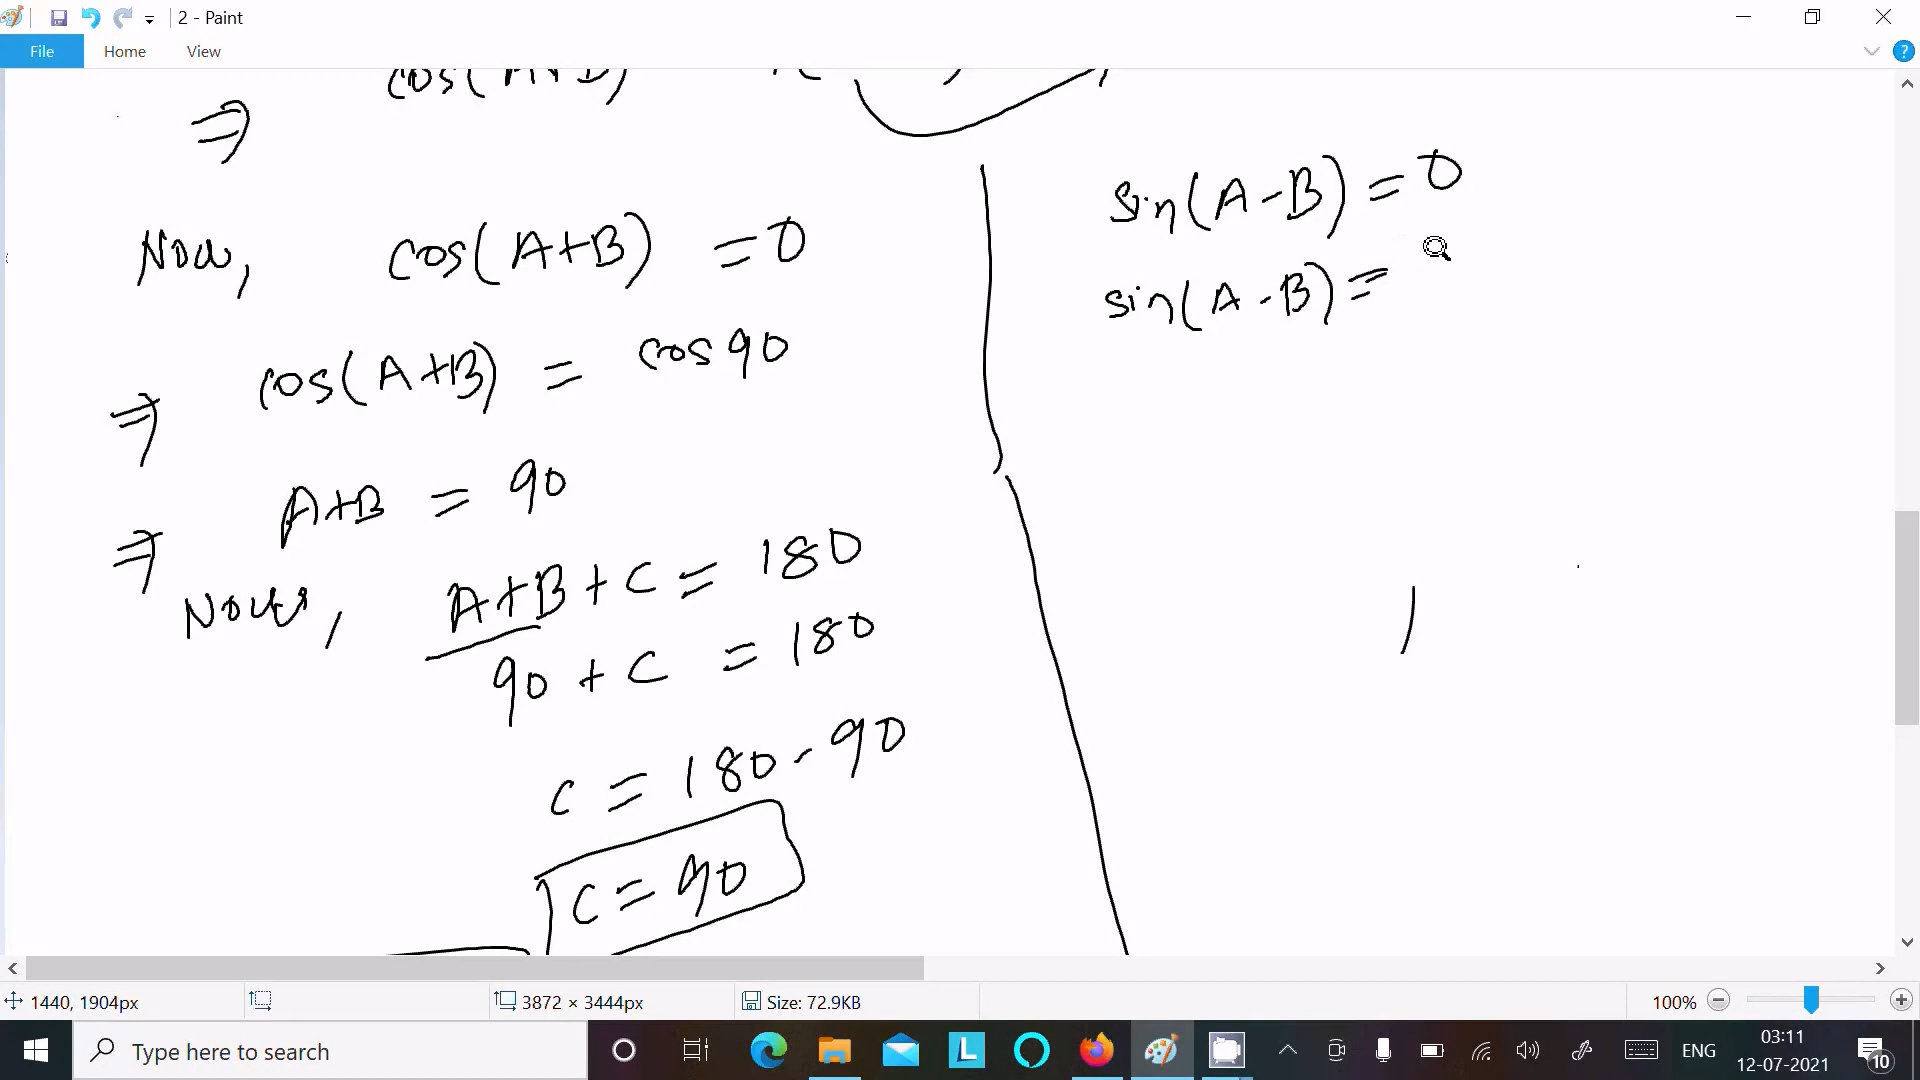 2 - Paint
File Home View
cos(A+B)
⇒
Now, cos(A+B) = 0
⇒ cos(A+B) = cos 90
⇒ A+B = 90
Now, A+B+C = 180
90 + C = 180
C = 180 - 90
C = 90
sin(A-B) = 0
sin(A-B) =
1440, 1904px
3872 × 3444px
Size: 72.9KB
100%
Type here to search
L
ENG
03:11
12-07-2021
10